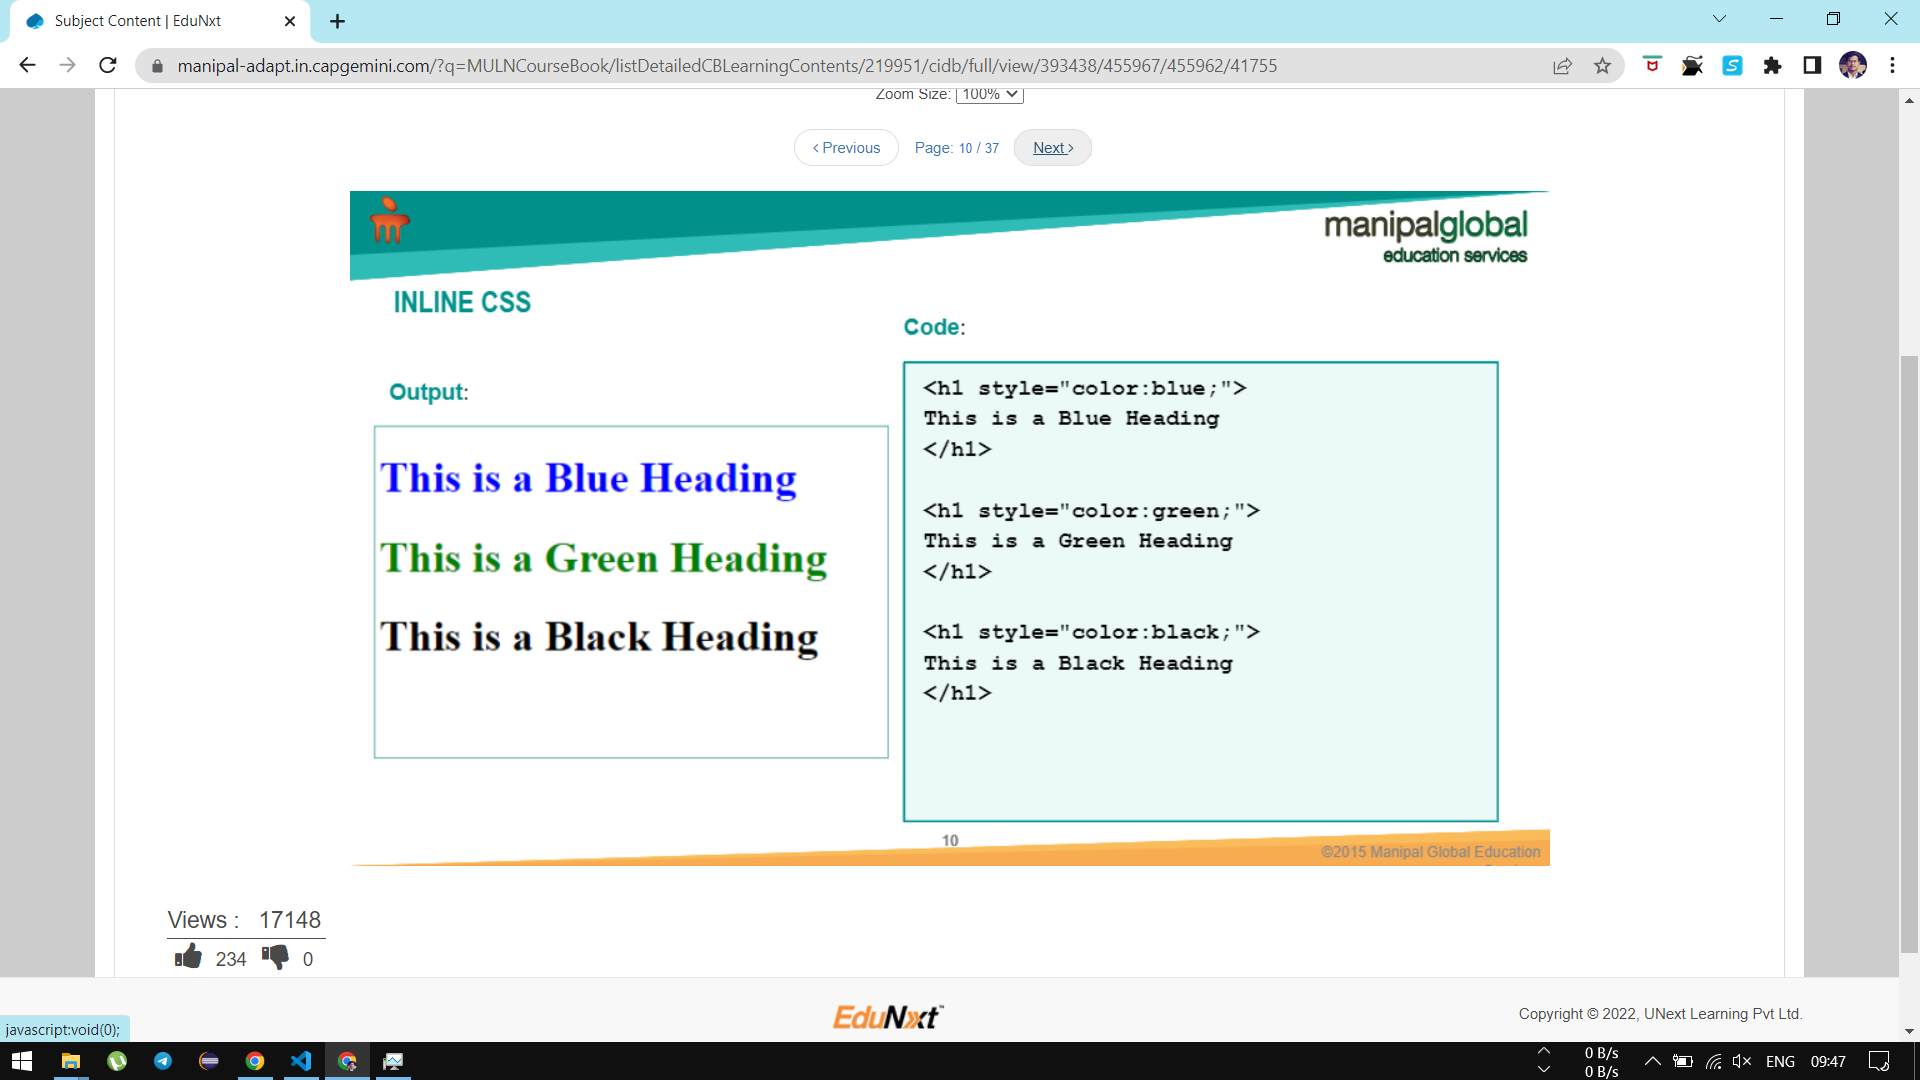 Subject Content | EduNxt
manipal-adapt.in.capgemini.com/?q=MULNCourseBook/listDetailedCBLearningContents/219951/cidb/full/view/393438/455967/455962/41755
Zoom Size: 100%
‹ Previous Page: 10 / 37 Next ›
manipalglobal
education services
INLINE CSS
Output:
This is a Blue Heading
This is a Green Heading
This is a Black Heading
Code:
<h1 style="color:blue;">
This is a Blue Heading
</h1>
<h1 style="color:green;">
This is a Green Heading
</h1>
<h1 style="color:black;">
This is a Black Heading
</h1>
10
©2015 Manipal Global Education
Views : 17148
234 0
EduNxt™
Copyright © 2022, UNext Learning Pvt Ltd.
javascript:void(0);
0 B/s
0 B/s
ENG 09:47